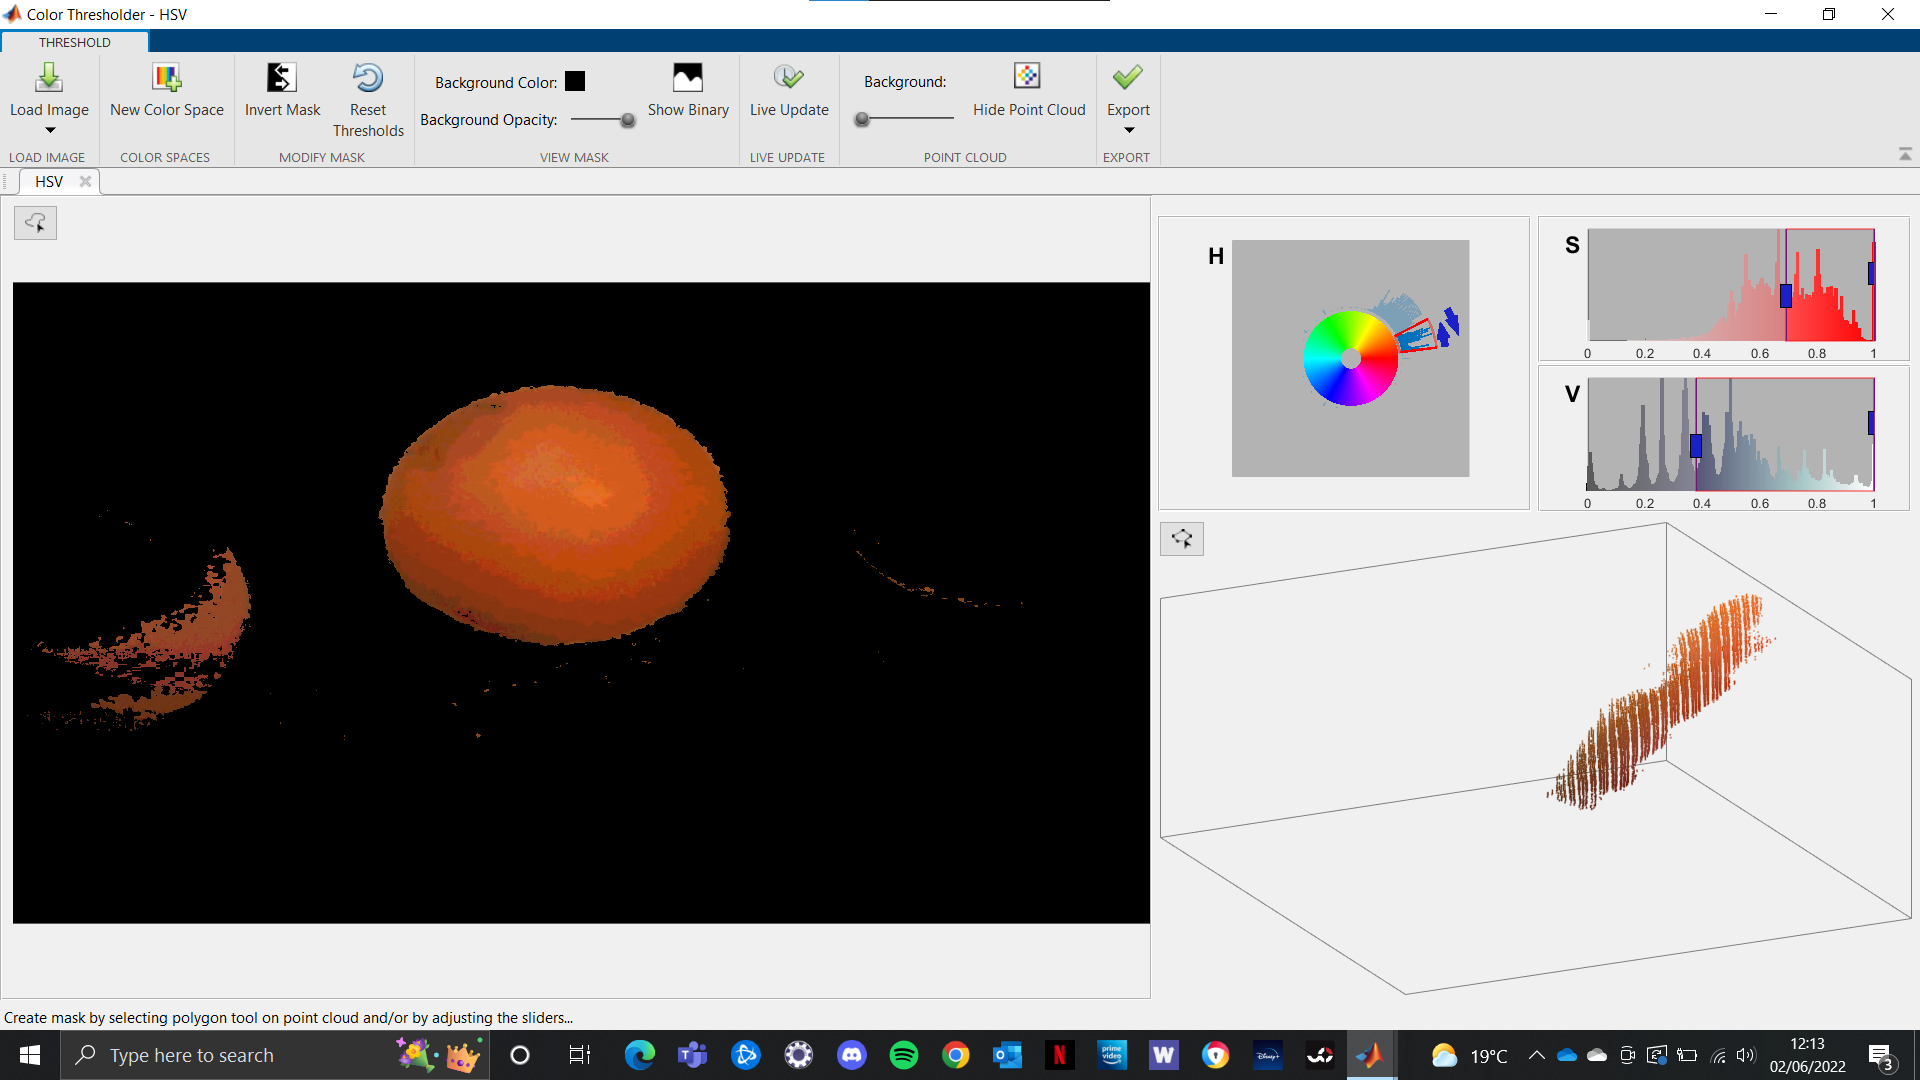 Color Thresholder - HSV
THRESHOLD
Load Image
New Color Space
Invert Mask
Reset Thresholds
Background Color:
Background Opacity:
Show Binary
Live Update
Background:
Hide Point Cloud
Export
LOAD IMAGE
COLOR SPACES
MODIFY MASK
VIEW MASK
LIVE UPDATE
POINT CLOUD
EXPORT
HSV
H
S
0 0.2 0.4 0.6 0.8 1
V
0 0.2 0.4 0.6 0.8 1
Create mask by selecting polygon tool on point cloud and/or by adjusting the sliders...
Type here to search
N
prime video
W
Disney+
19°C
12:13
02/06/2022
3